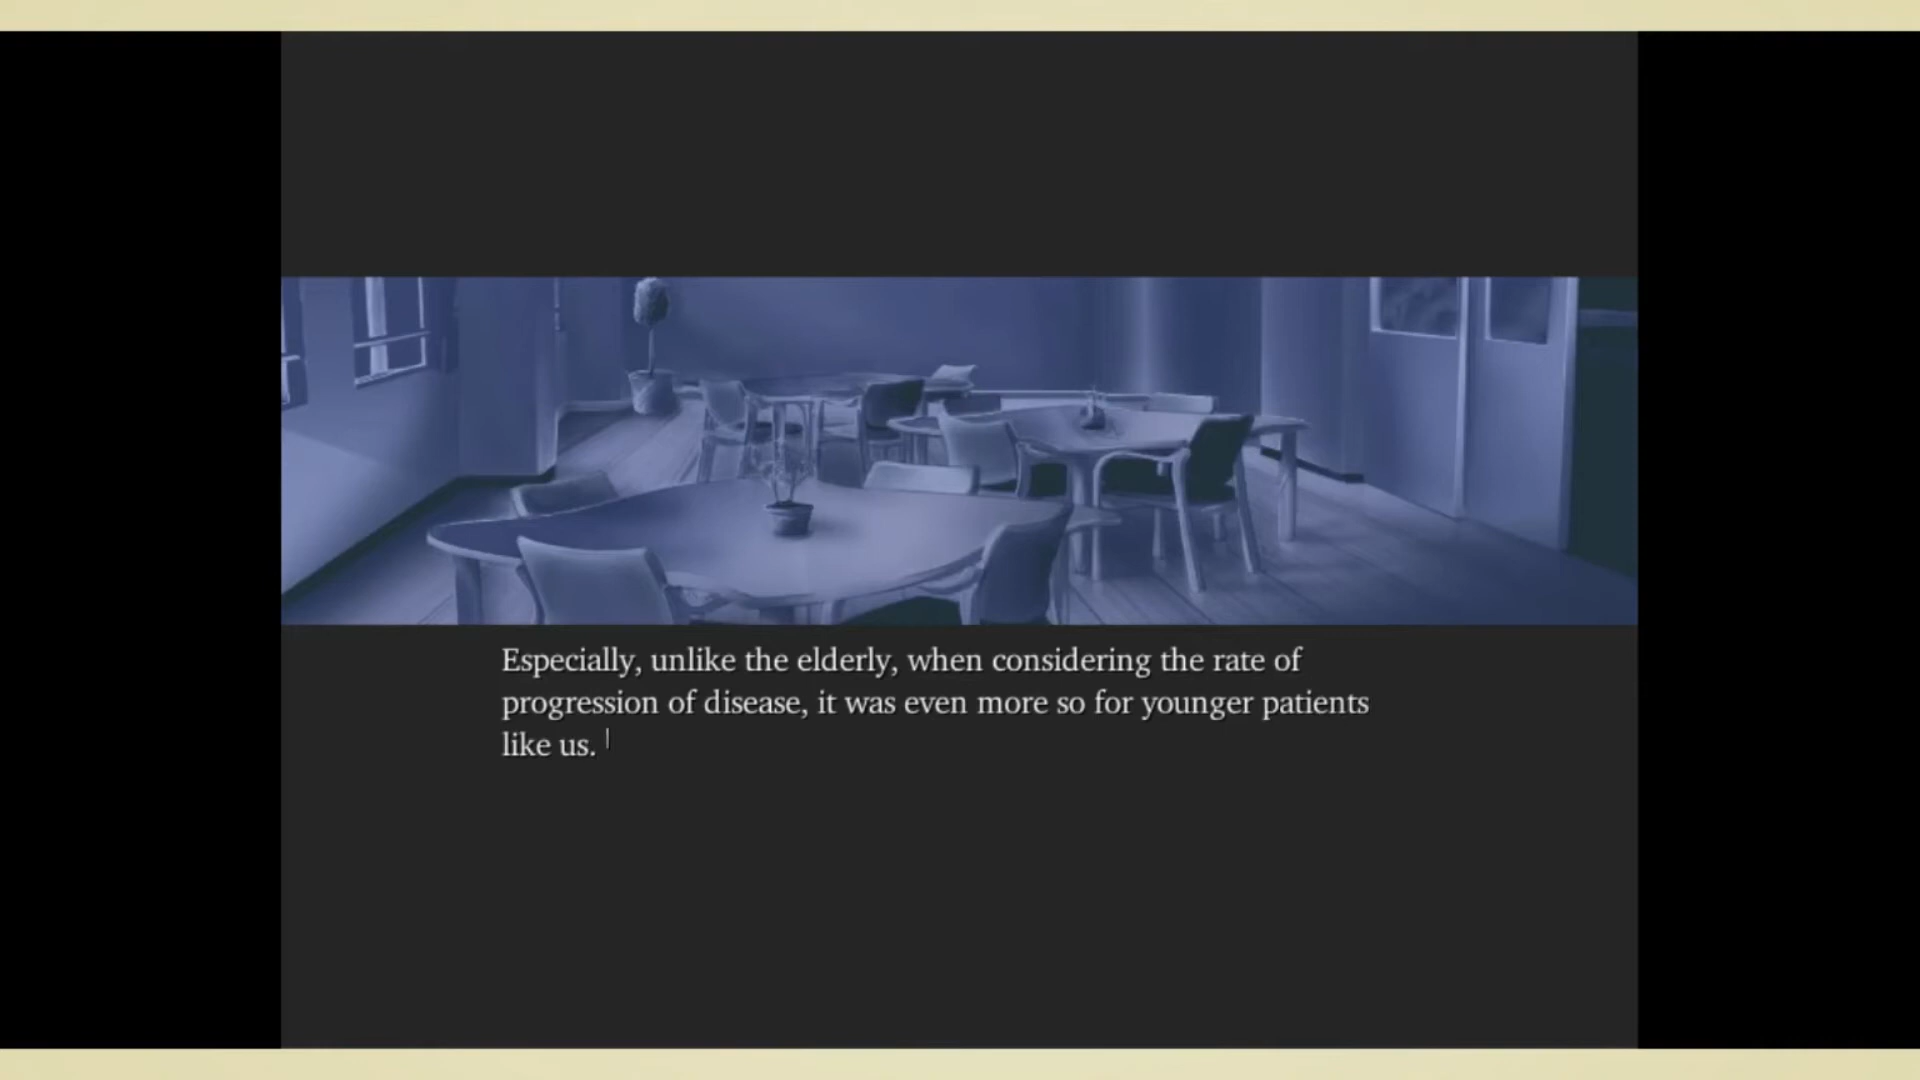 Especially, unlike the elderly, when considering the rate of
progression of disease, it was even more so for younger patients
like us.